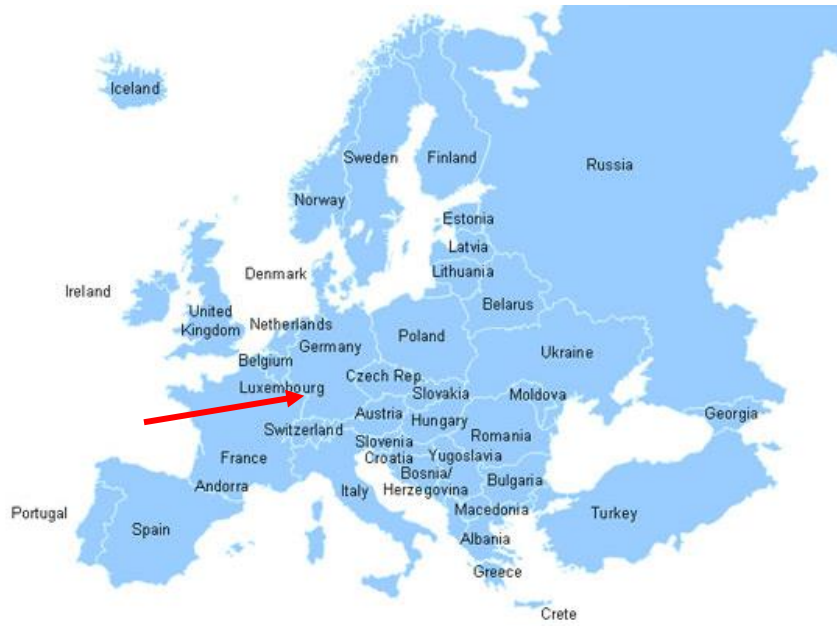 Iceland
Sweden
Finland
Russia
Norway
Estonia
Latvia
Denmark
Lithuania
Ireland
Belarus
United
Kingdom
Netherlands
Poland
Germany
Ukraine
Belgium
Czech Rep.
Luxembourg
Slovakia
Moldova
Austria
Georgia
Hungary
Switzerland
Romania
Slovenia
France
Croatia
Yugoslavia
Bosnia/
Herzegovina
Bulgaria
Andorra
Italy
Macedonia
Portugal
Turkey
Spain
Albania
Greece
Crete